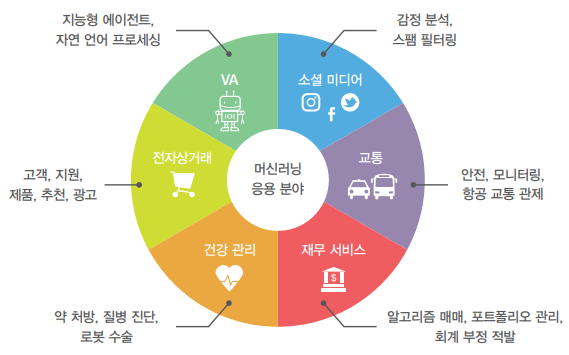 지능형 에이전트,
자연 언어 프로세싱
감정 분석,
스팸 필터링
VA
소셜 미디어
전자상거래
머신러닝
응용 분야
교통
고객, 지원,
제품, 추천, 광고
안전, 모니터링,
항공 교통 관제
건강 관리
재무 서비스
$
약 처방, 질병 진단,
로봇 수술
알고리즘 매매, 포트폴리오 관리,
회계 부정 적발